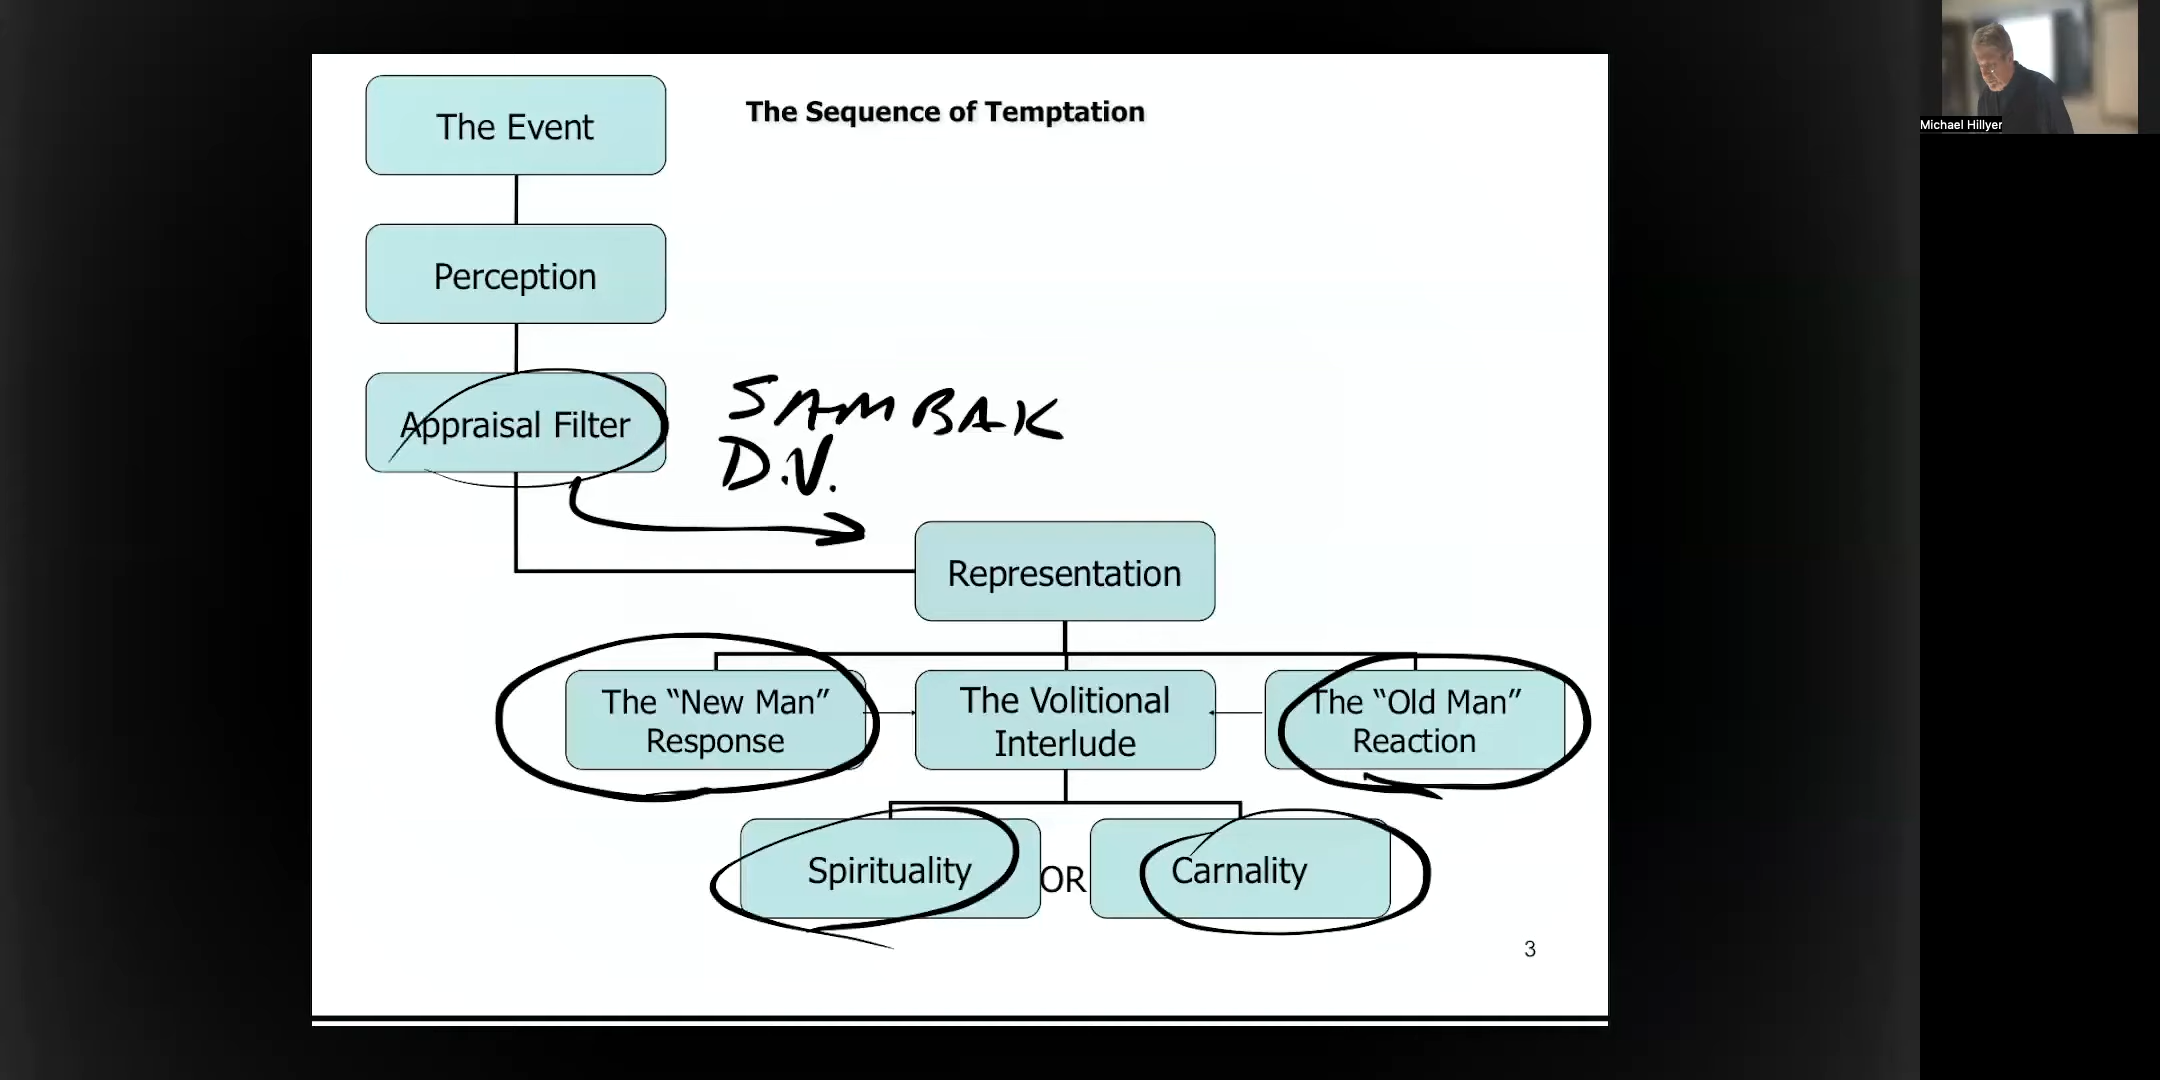 The Event
The Sequence of Temptation
Michael Hillyer
Perception
Appraisal Filter
SAMBAK
D.V.
Representation
The “New Man”
Response
The Volitional
Interlude
The “Old Man”
Reaction
Spirituality
OR
Carnality
3